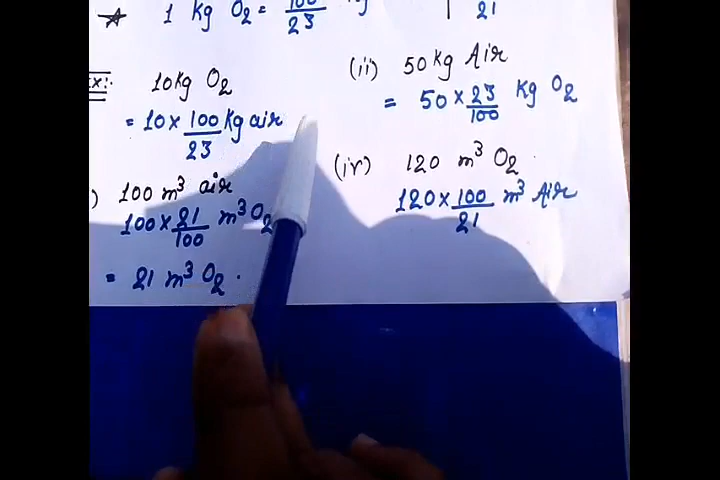 1 kg O2 = 100/23 kg
21
Ex:-
10kg O2
= 10 × 100/23 kg air
(ii) 50 kg Air
= 50 × 23/100 kg O2
) 100 m³ air
100 × 21/100 m³ O2
= 21 m³ O2 .
(iv) 120 m³ O2 .
120 × 100/21 m³ Air